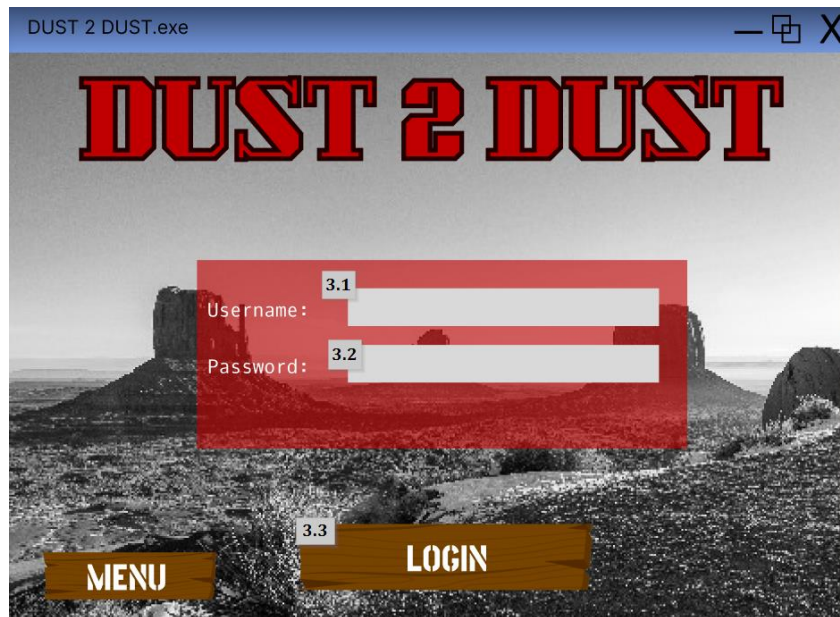 DUST 2 DUST.exe
DUST 2 DUST
3.1
Username:
3.2
Password:
3.3
LOGIN
MENU